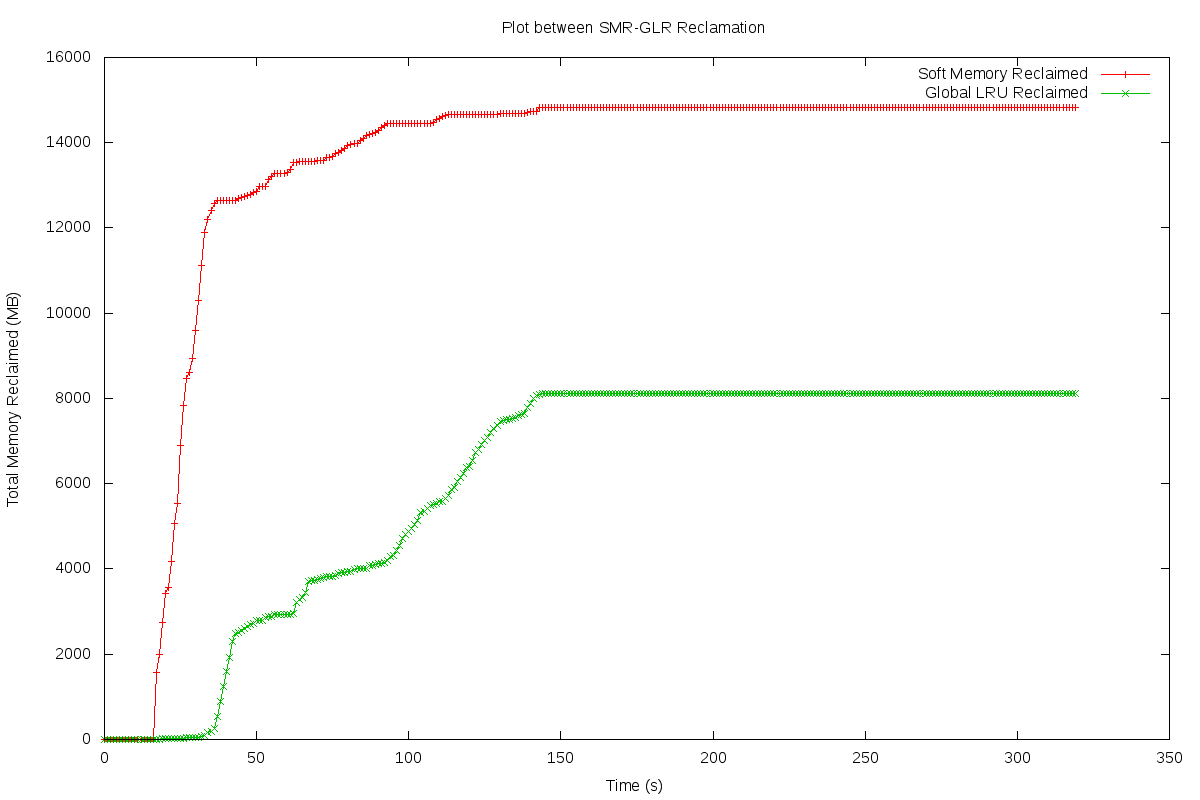 Plot between SMR-GLR Reclamation
16000
14000
12000
10000
8000
6000
4000
2000
0
Total Memory Reclaimed (MB)
Soft Memory Reclaimed
Global LRU Reclaimed
0 50 100 150 200 250 300 350
Time (s)